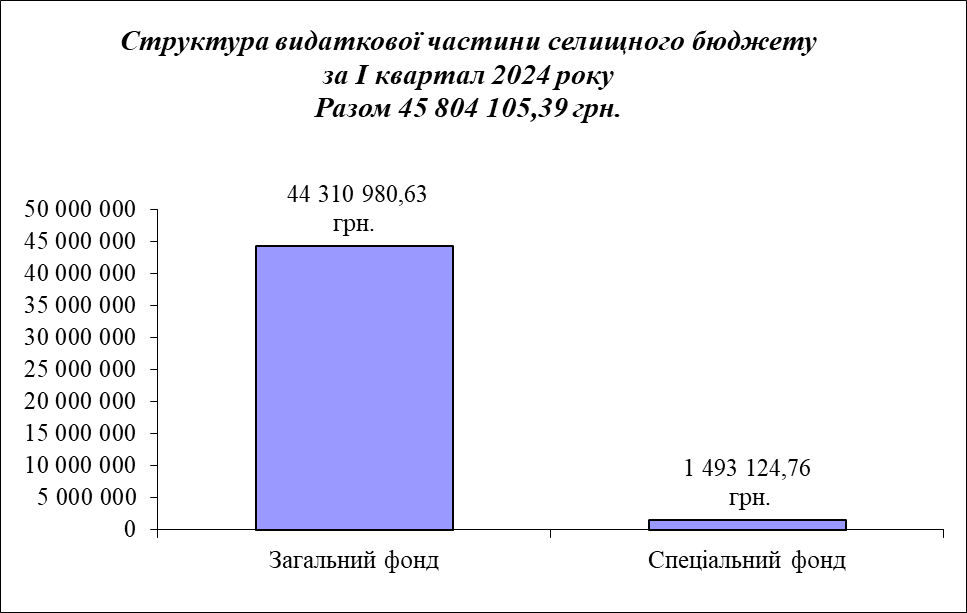 Структура видаткової частини селищного бюджету
за І квартал 2024 року
Разом 45 804 105,39 грн.
44 310 980,63
грн.
50 000 000
45 000 000
40 000 000
35 000 000
30 000 000
25 000 000
20 000 000
15 000 000
10 000 000
5 000 000
0
1 493 124,76
грн.
Загальний фонд
Спеціальний фонд